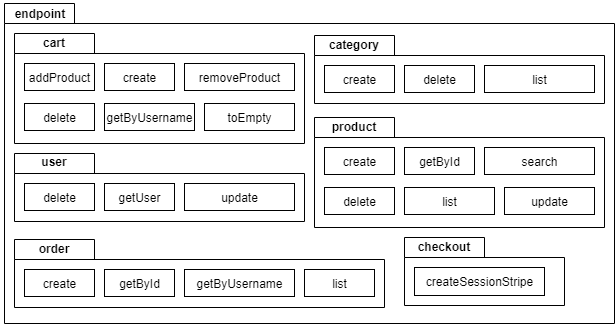 endpoint
cart
addProduct create removeProduct
delete getByUsername toEmpty
category
create delete list
user
delete getUser update
product
create getById search
delete list update
order
create getById getByUsername list
checkout
createSessionStripe